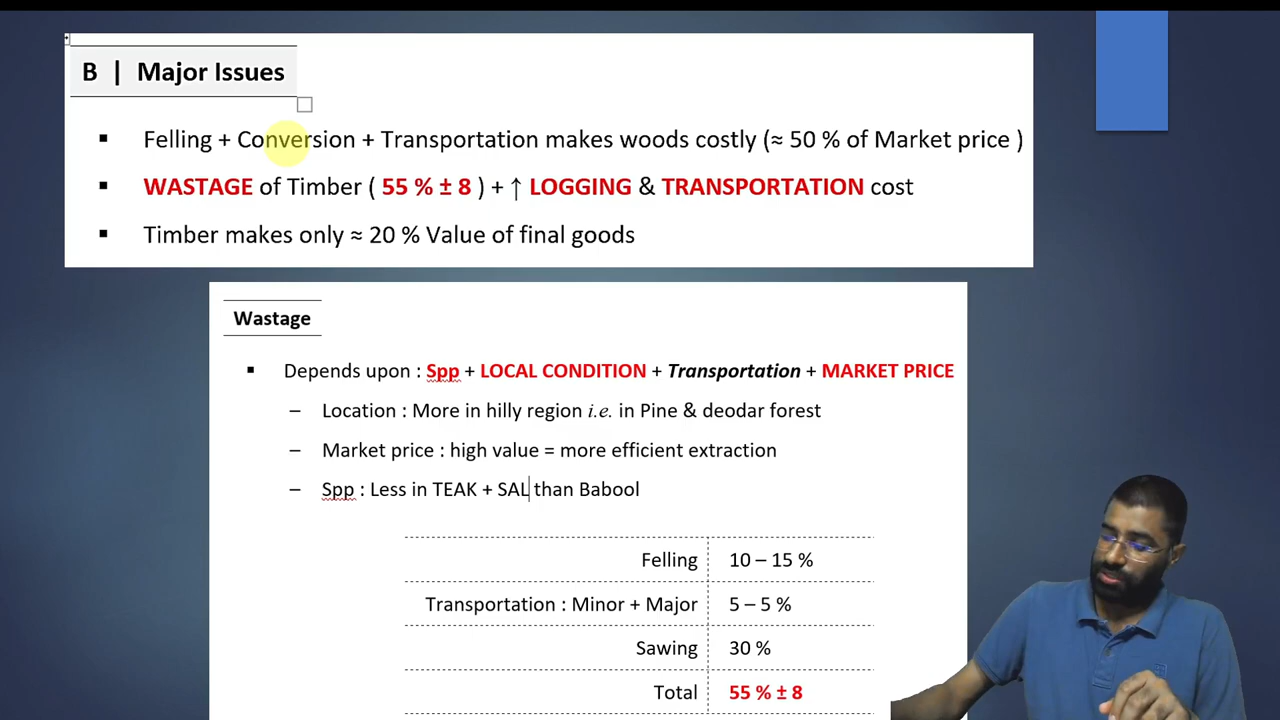 B | Major Issues
▪ Felling + Conversion + Transportation makes woods costly (≈ 50 % of Market price )
▪ WASTAGE of Timber ( 55 % ± 8 ) + ↑ LOGGING & TRANSPORTATION cost
▪ Timber makes only ≈ 20 % Value of final goods
Wastage
▪ Depends upon : Spp + LOCAL CONDITION + Transportation + MARKET PRICE
– Location : More in hilly region i.e. in Pine & deodar forest
– Market price : high value = more efficient extraction
– Spp : Less in TEAK + SAL than Babool
Felling 10 – 15 %
Transportation : Minor + Major 5 – 5 %
Sawing 30 %
Total 55 % ± 8